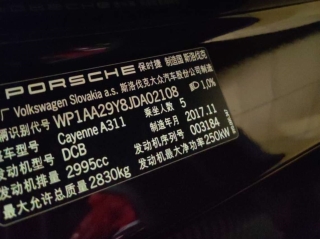 PORSCHE 保时捷 制造国 斯洛伐克
厂 Volkswagen Slovakia a.s. 斯洛伐克大众汽车股份公司制造
辆识别代号 WP1AA29Y8JDA02108 1,0%
车型号 Cayenne A311 乘坐人数 5
发动机型号 DCB 制造年月 2017.11
发动机排量 2995cc 发动机序列号 003184
最大允许总质量 2830kg 发动机最大净功率 250kW